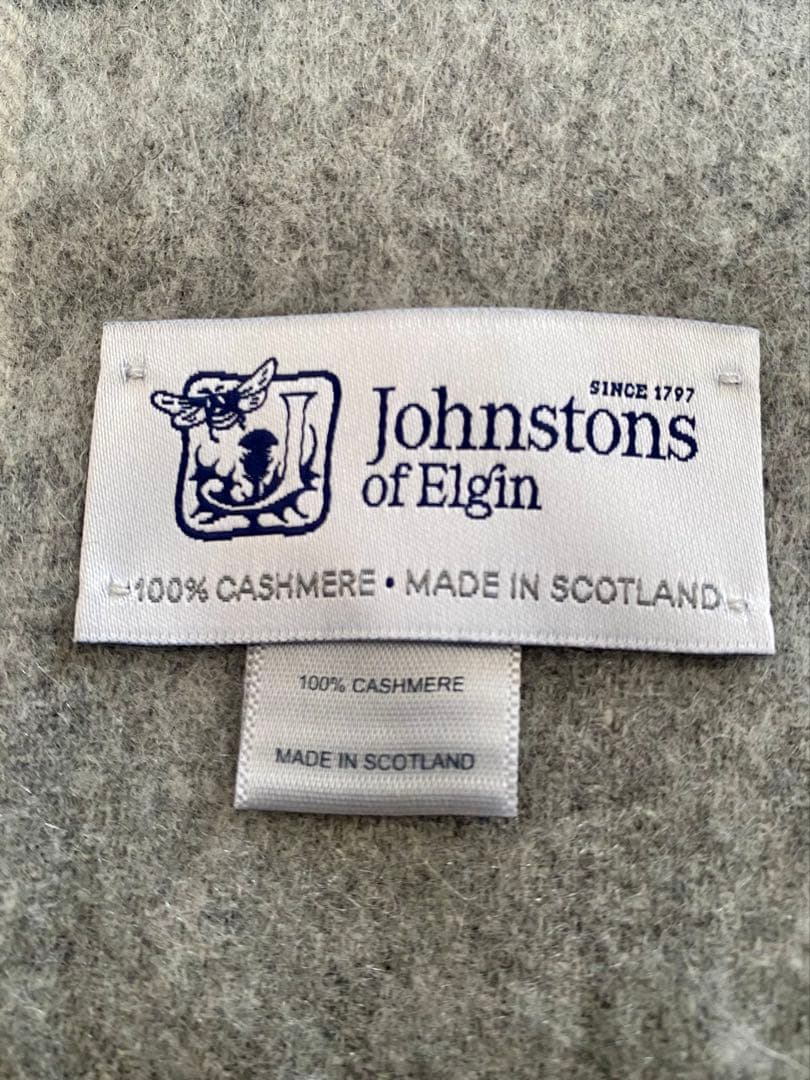 SINCE 1797
Johnstons
of Elgin
100% CASHMERE • MADE IN SCOTLAND
100% CASHMERE
MADE IN SCOTLAND